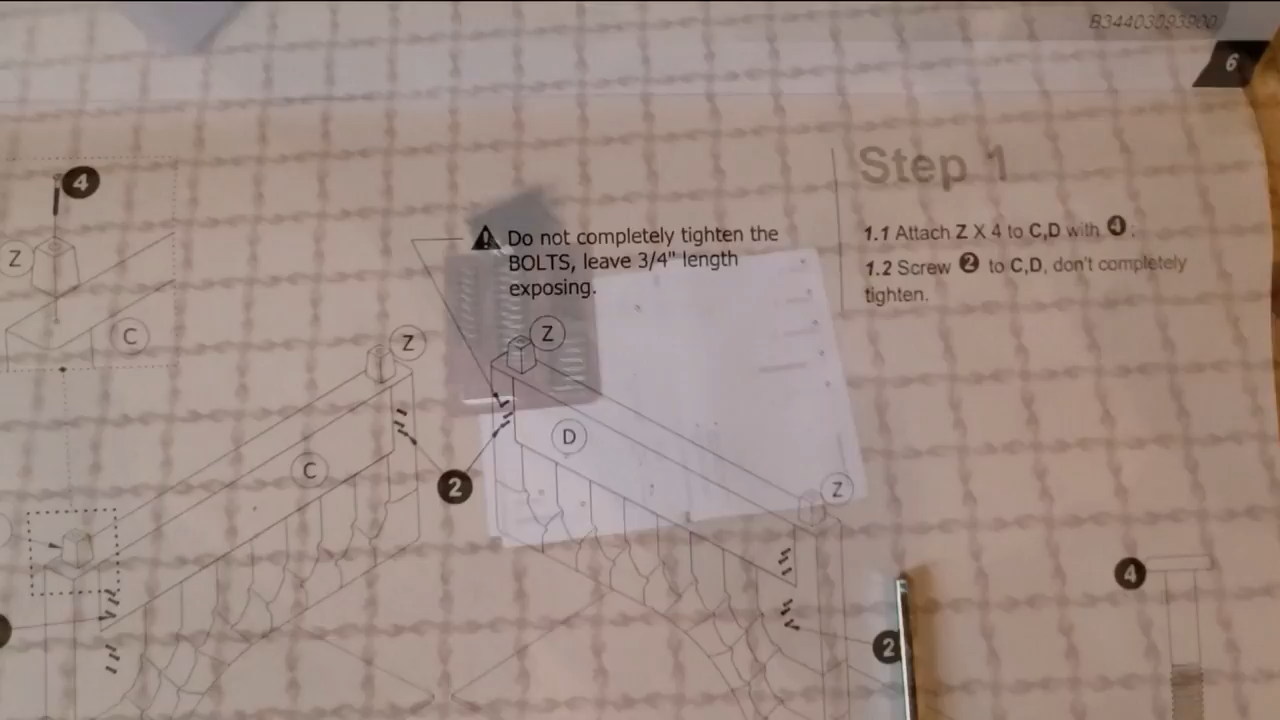 B34403093900
6
Step 1
1.1 Attach Z X 4 to C,D with 4.
1.2 Screw 2 to C,D, don't completely
tighten.
Do not completely tighten the
BOLTS, leave 3/4" length
exposing.
4
Z
C
Z
Z
C
D
2
Z
4
2